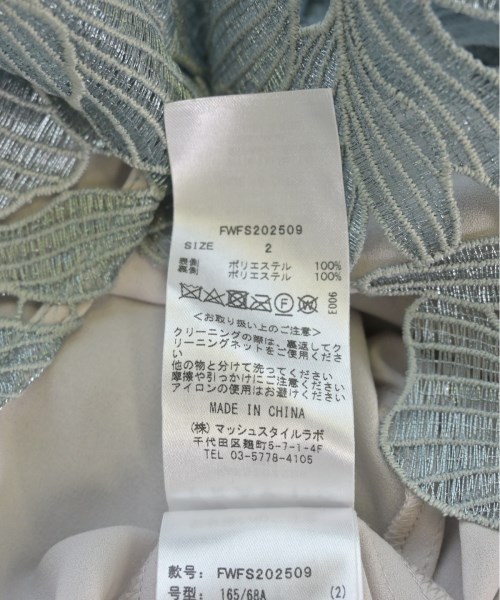 FWFS202509
SIZE 2
表側 ポリエステル 100%
裏側 ポリエステル 100%
E006
<お取り扱い上のご注意>
クリーニングの際は、裏返してク
リーニングネットをご使用くださ
い
他の物と分けて洗ってください
摩擦や引っかけにご注意ください
アイロンの使用はお避けください
MADE IN CHINA
(株) マッシュスタイルラボ
千代田区麹町5-7-1-4F
TEL 03-5778-4105
款号: FWFS202509
号型: 165/68A (2)